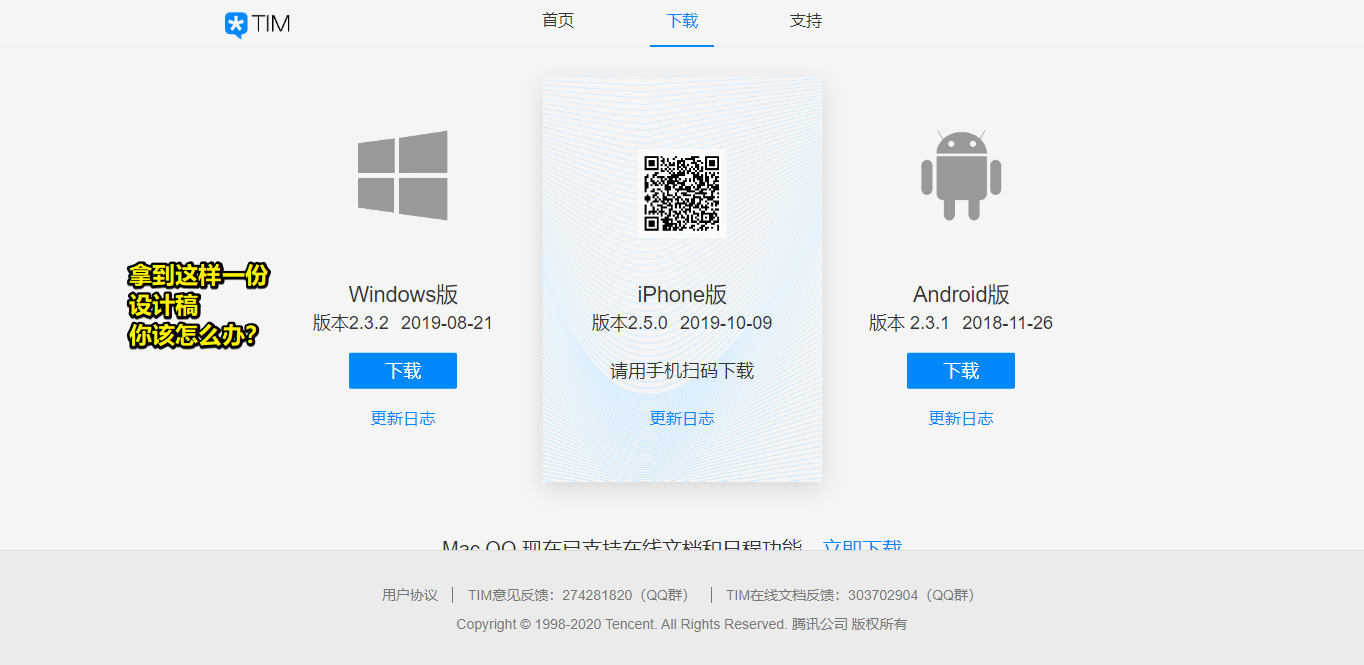 TIM
首页 下载 支持
拿到这样一份
设计稿
你该怎么办？
Windows版
版本2.3.2 2019-08-21
下载
更新日志
iPhone版
版本2.5.0 2019-10-09
请用手机扫码下载
更新日志
Android版
版本 2.3.1 2018-11-26
下载
更新日志
Mac QQ 现在已支持在线文档和日程功能 立即下载
用户协议 | TIM意见反馈：274281820（QQ群） | TIM在线文档反馈：303702904（QQ群）
Copyright © 1998-2020 Tencent. All Rights Reserved. 腾讯公司 版权所有